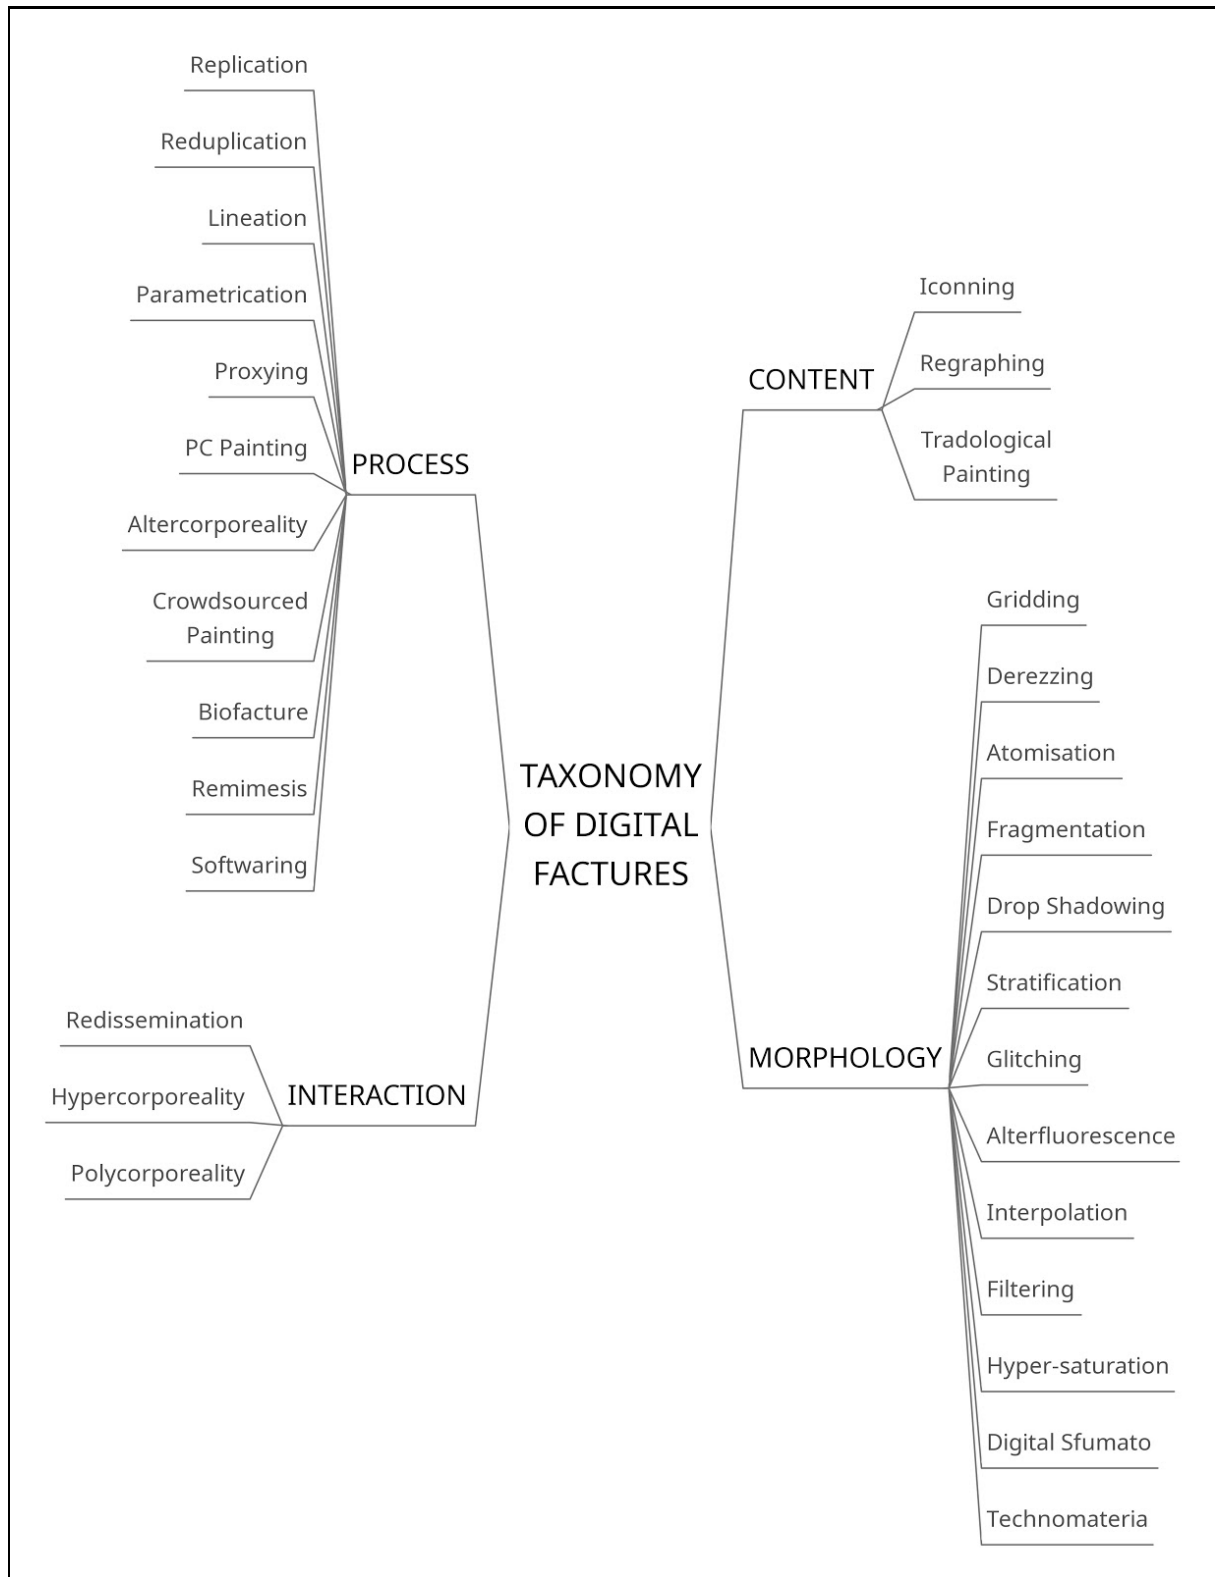 Replication
Reduplication
Lineation
Parametrication
Proxying
PC Painting
Altercorporeality
Crowdsourced
Painting
Biofacture
Remimesis
Softwaring
PROCESS
Redissemination
Hypercorporeality
Polycorporeality
INTERACTION
TAXONOMY
OF DIGITAL
FACTURES
CONTENT
Iconning
Regraphing
Tradological
Painting
MORPHOLOGY
Gridding
Derezzing
Atomisation
Fragmentation
Drop Shadowing
Stratification
Glitching
Alterfluorescence
Interpolation
Filtering
Hyper-saturation
Digital Sfumato
Technomateria